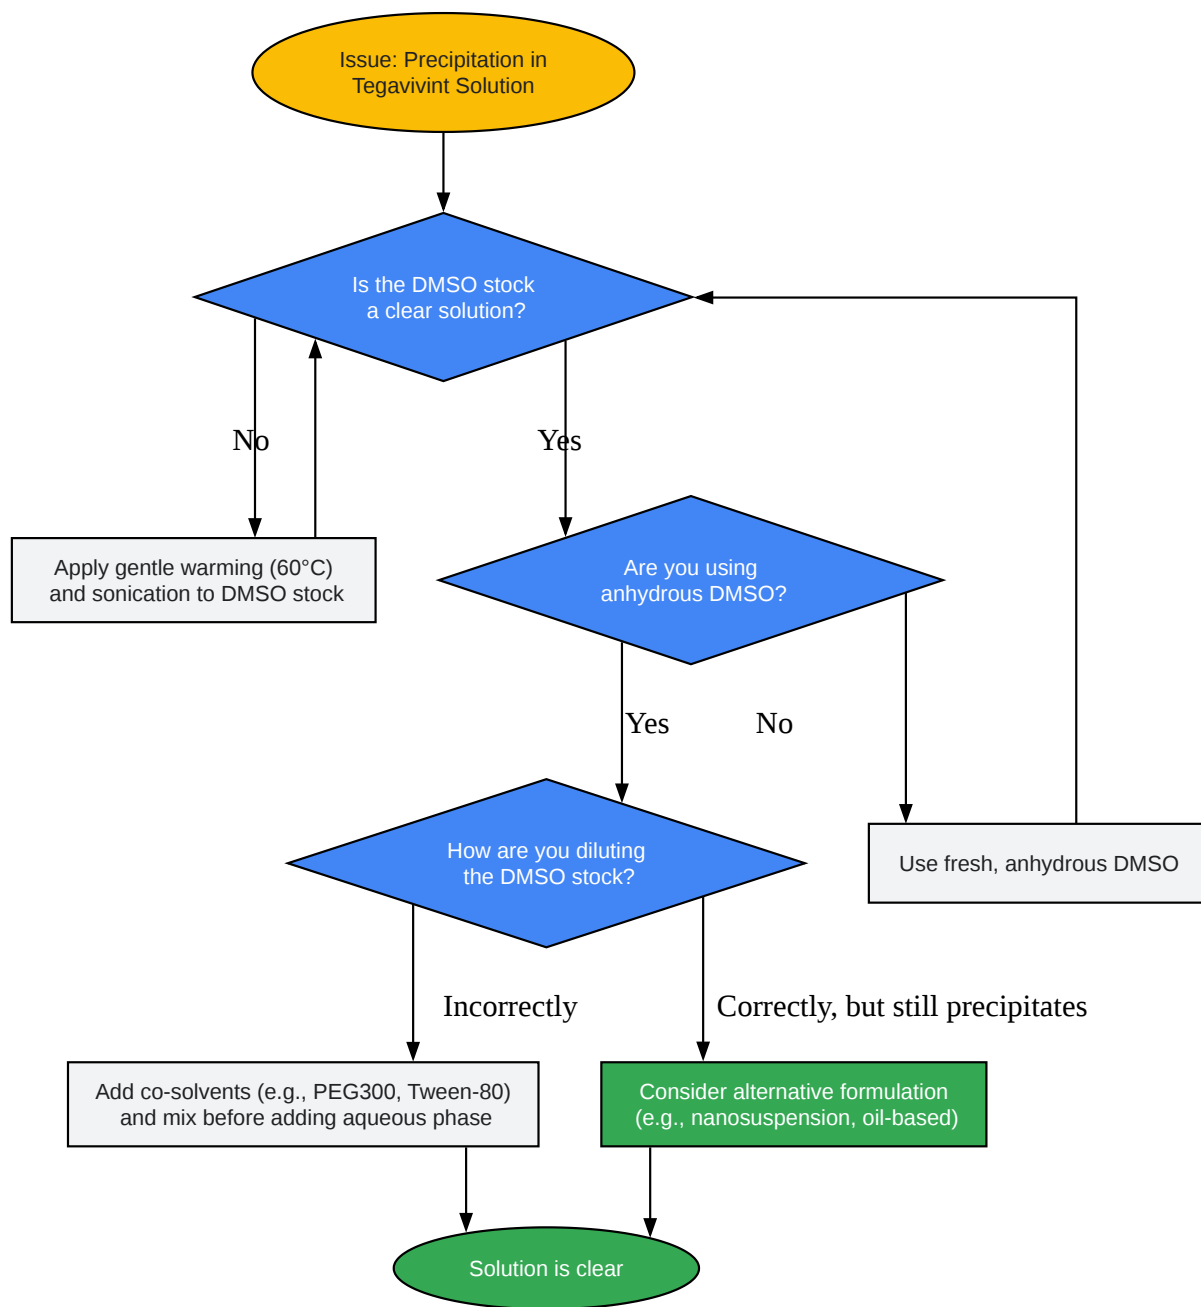 Issue: Precipitation in
Tegavivint Solution
Is the DMSO stock
a clear solution?
No
Yes
Apply gentle warming (60°C)
and sonication to DMSO stock
Are you using
anhydrous DMSO?
Yes
No
How are you diluting
the DMSO stock?
Use fresh, anhydrous DMSO
Incorrectly
Correctly, but still precipitates
Add co-solvents (e.g., PEG300, Tween-80)
and mix before adding aqueous phase
Consider alternative formulation
(e.g., nanosuspension, oil-based)
Solution is clear